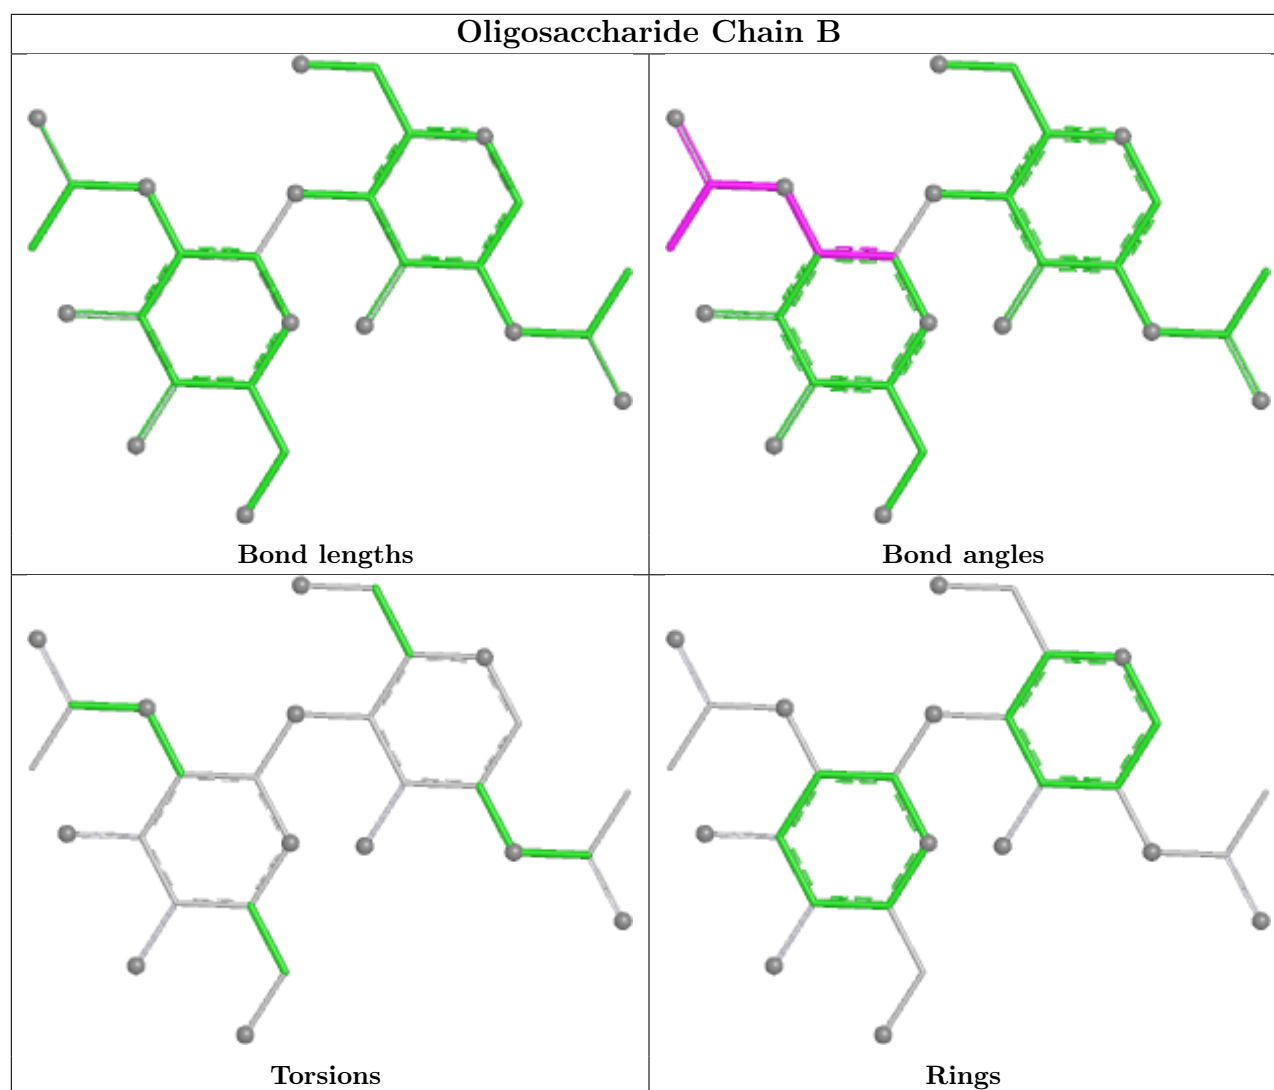 Oligosaccharide Chain B
Bond lengths
Bond angles
Torsions
Rings